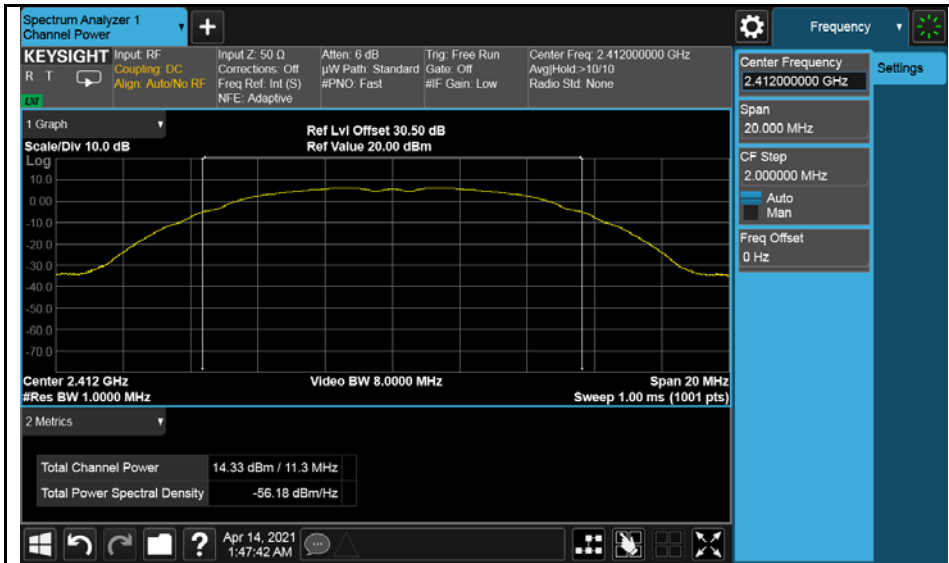 Spectrum Analyzer 1
Channel Power
+
Frequency
KEYSIGHT
R T
LXI
Input: RF
Coupling: DC
Align: Auto/No RF
Input Z: 50 Ω
Corrections: Off
Freq Ref: Int (S)
NFE: Adaptive
Atten: 6 dB
µW Path: Standard
#PNO: Fast
Trig: Free Run
Gate: Off
#IF Gain: Low
Center Freq: 2.412000000 GHz
Avg|Hold:>10/10
Radio Std: None
Center Frequency
2.412000000 GHz
Settings
Span
20.000 MHz
CF Step
2.000000 MHz
Auto
Man
Freq Offset
0 Hz
1 Graph
Scale/Div 10.0 dB
Ref Lvl Offset 30.50 dB
Ref Value 20.00 dBm
Log
10.0
0.00
-10.0
-20.0
-30.0
-40.0
-50.0
-60.0
-70.0
Center 2.412 GHz
Video BW 8.0000 MHz
Span 20 MHz
#Res BW 1.0000 MHz
Sweep 1.00 ms (1001 pts)
2 Metrics
Total Channel Power 14.33 dBm / 11.3 MHz
Total Power Spectral Density -56.18 dBm/Hz
?
Apr 14, 2021
1:47:42 AM